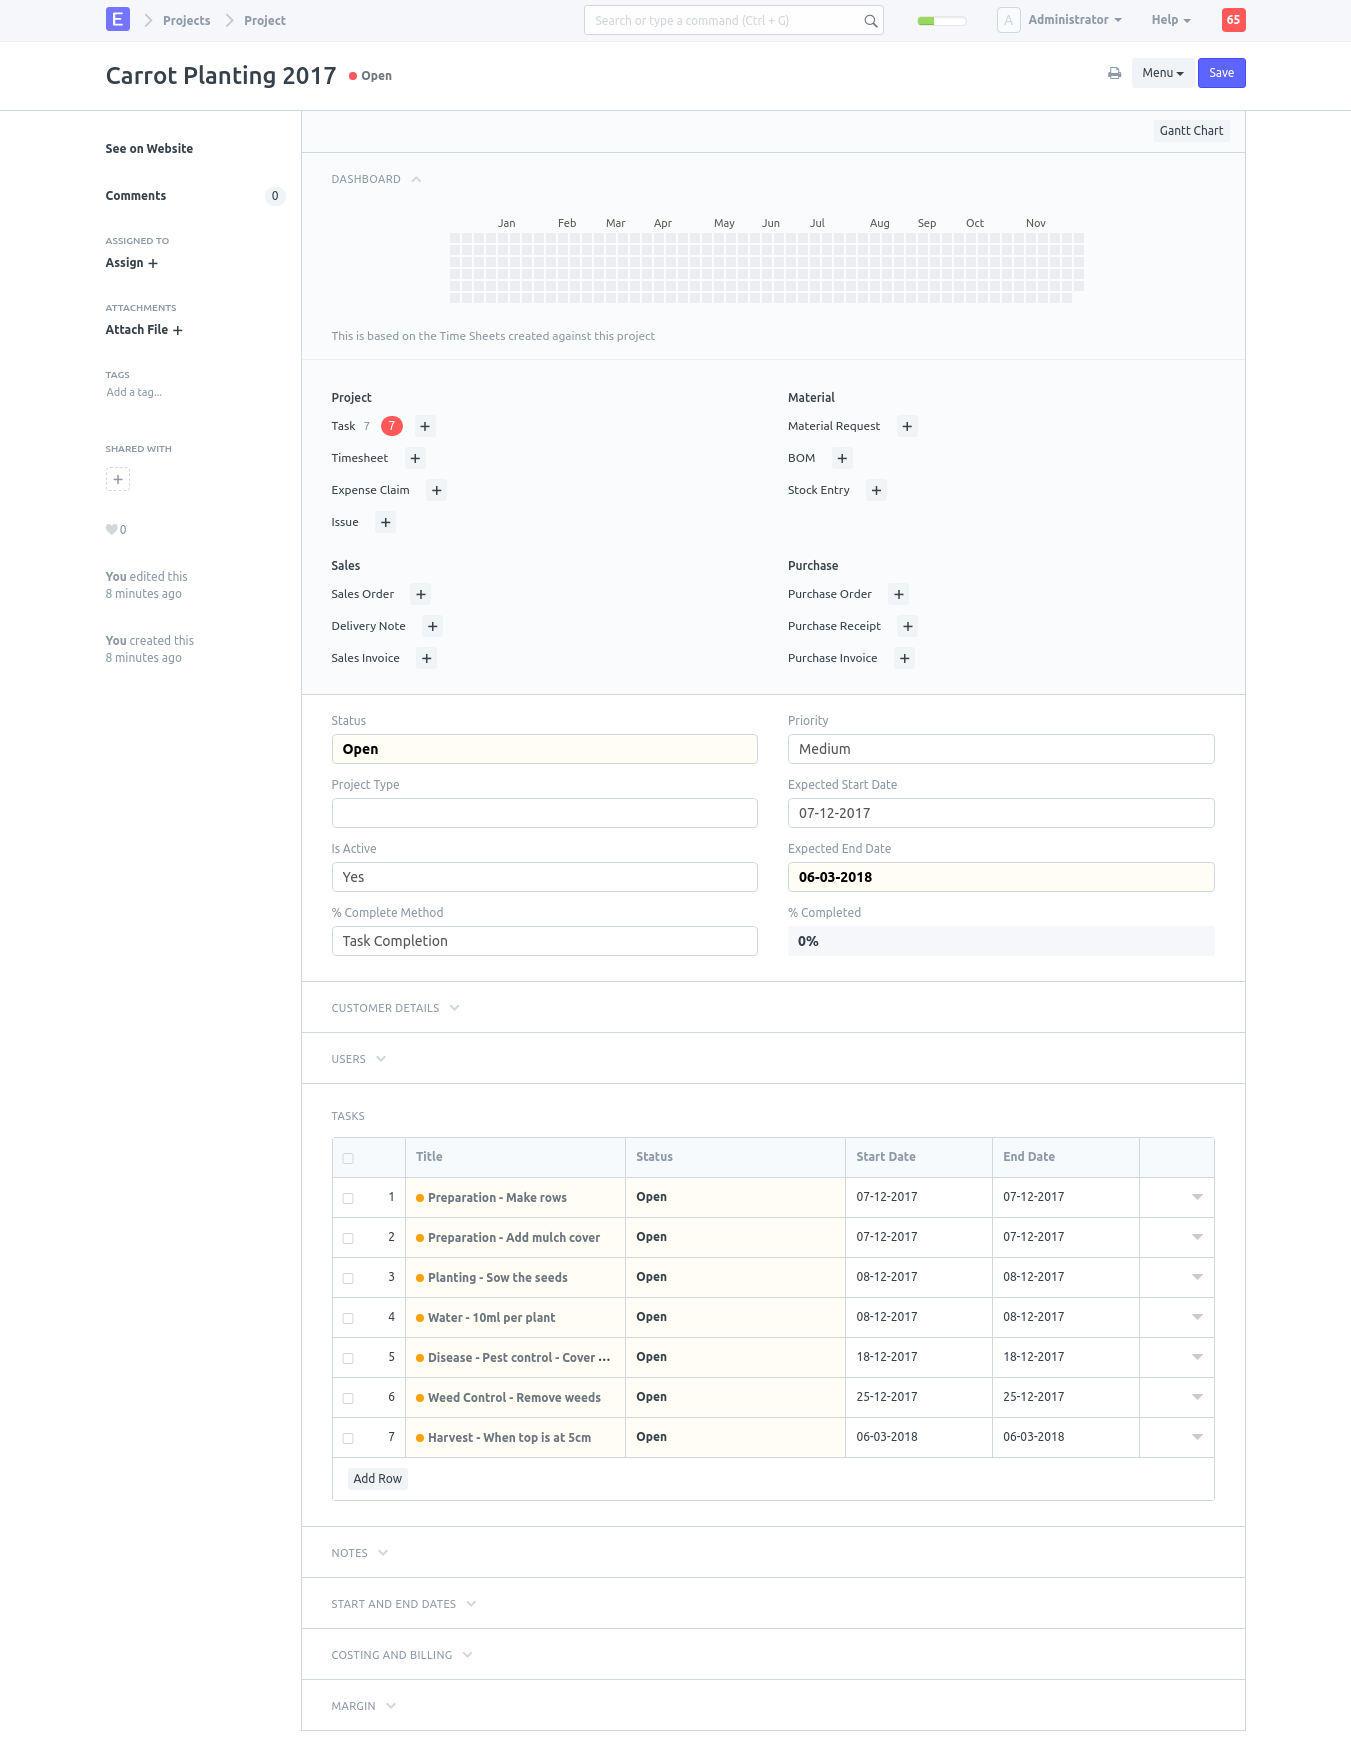 E Projects Project Search or type a command (Ctrl + G) A Administrator Help 65
Carrot Planting 2017 Open Menu Save
Gantt Chart
See on Website
Comments 0
ASSIGNED TO
Assign +
ATTACHMENTS
Attach File +
TAGS
Add a tag...
SHARED WITH
+
0
You edited this
8 minutes ago
You created this
8 minutes ago
DASHBOARD
Jan Feb Mar Apr May Jun Jul Aug Sep Oct Nov
This is based on the Time Sheets created against this project
Project
Task 7 7 +
Timesheet +
Expense Claim +
Issue +
Material
Material Request +
BOM +
Stock Entry +
Sales
Sales Order +
Delivery Note +
Sales Invoice +
Purchase
Purchase Order +
Purchase Receipt +
Purchase Invoice +
Status
Open
Project Type
Is Active
Yes
% Complete Method
Task Completion
Priority
Medium
Expected Start Date
07-12-2017
Expected End Date
06-03-2018
% Completed
0%
CUSTOMER DETAILS
USERS
TASKS
Title Status Start Date End Date
1 Preparation - Make rows Open 07-12-2017 07-12-2017
2 Preparation - Add mulch cover Open 07-12-2017 07-12-2017
3 Planting - Sow the seeds Open 08-12-2017 08-12-2017
4 Water - 10ml per plant Open 08-12-2017 08-12-2017
5 Disease - Pest control - Cover ... Open 18-12-2017 18-12-2017
6 Weed Control - Remove weeds Open 25-12-2017 25-12-2017
7 Harvest - When top is at 5cm Open 06-03-2018 06-03-2018
Add Row
NOTES
START AND END DATES
COSTING AND BILLING
MARGIN